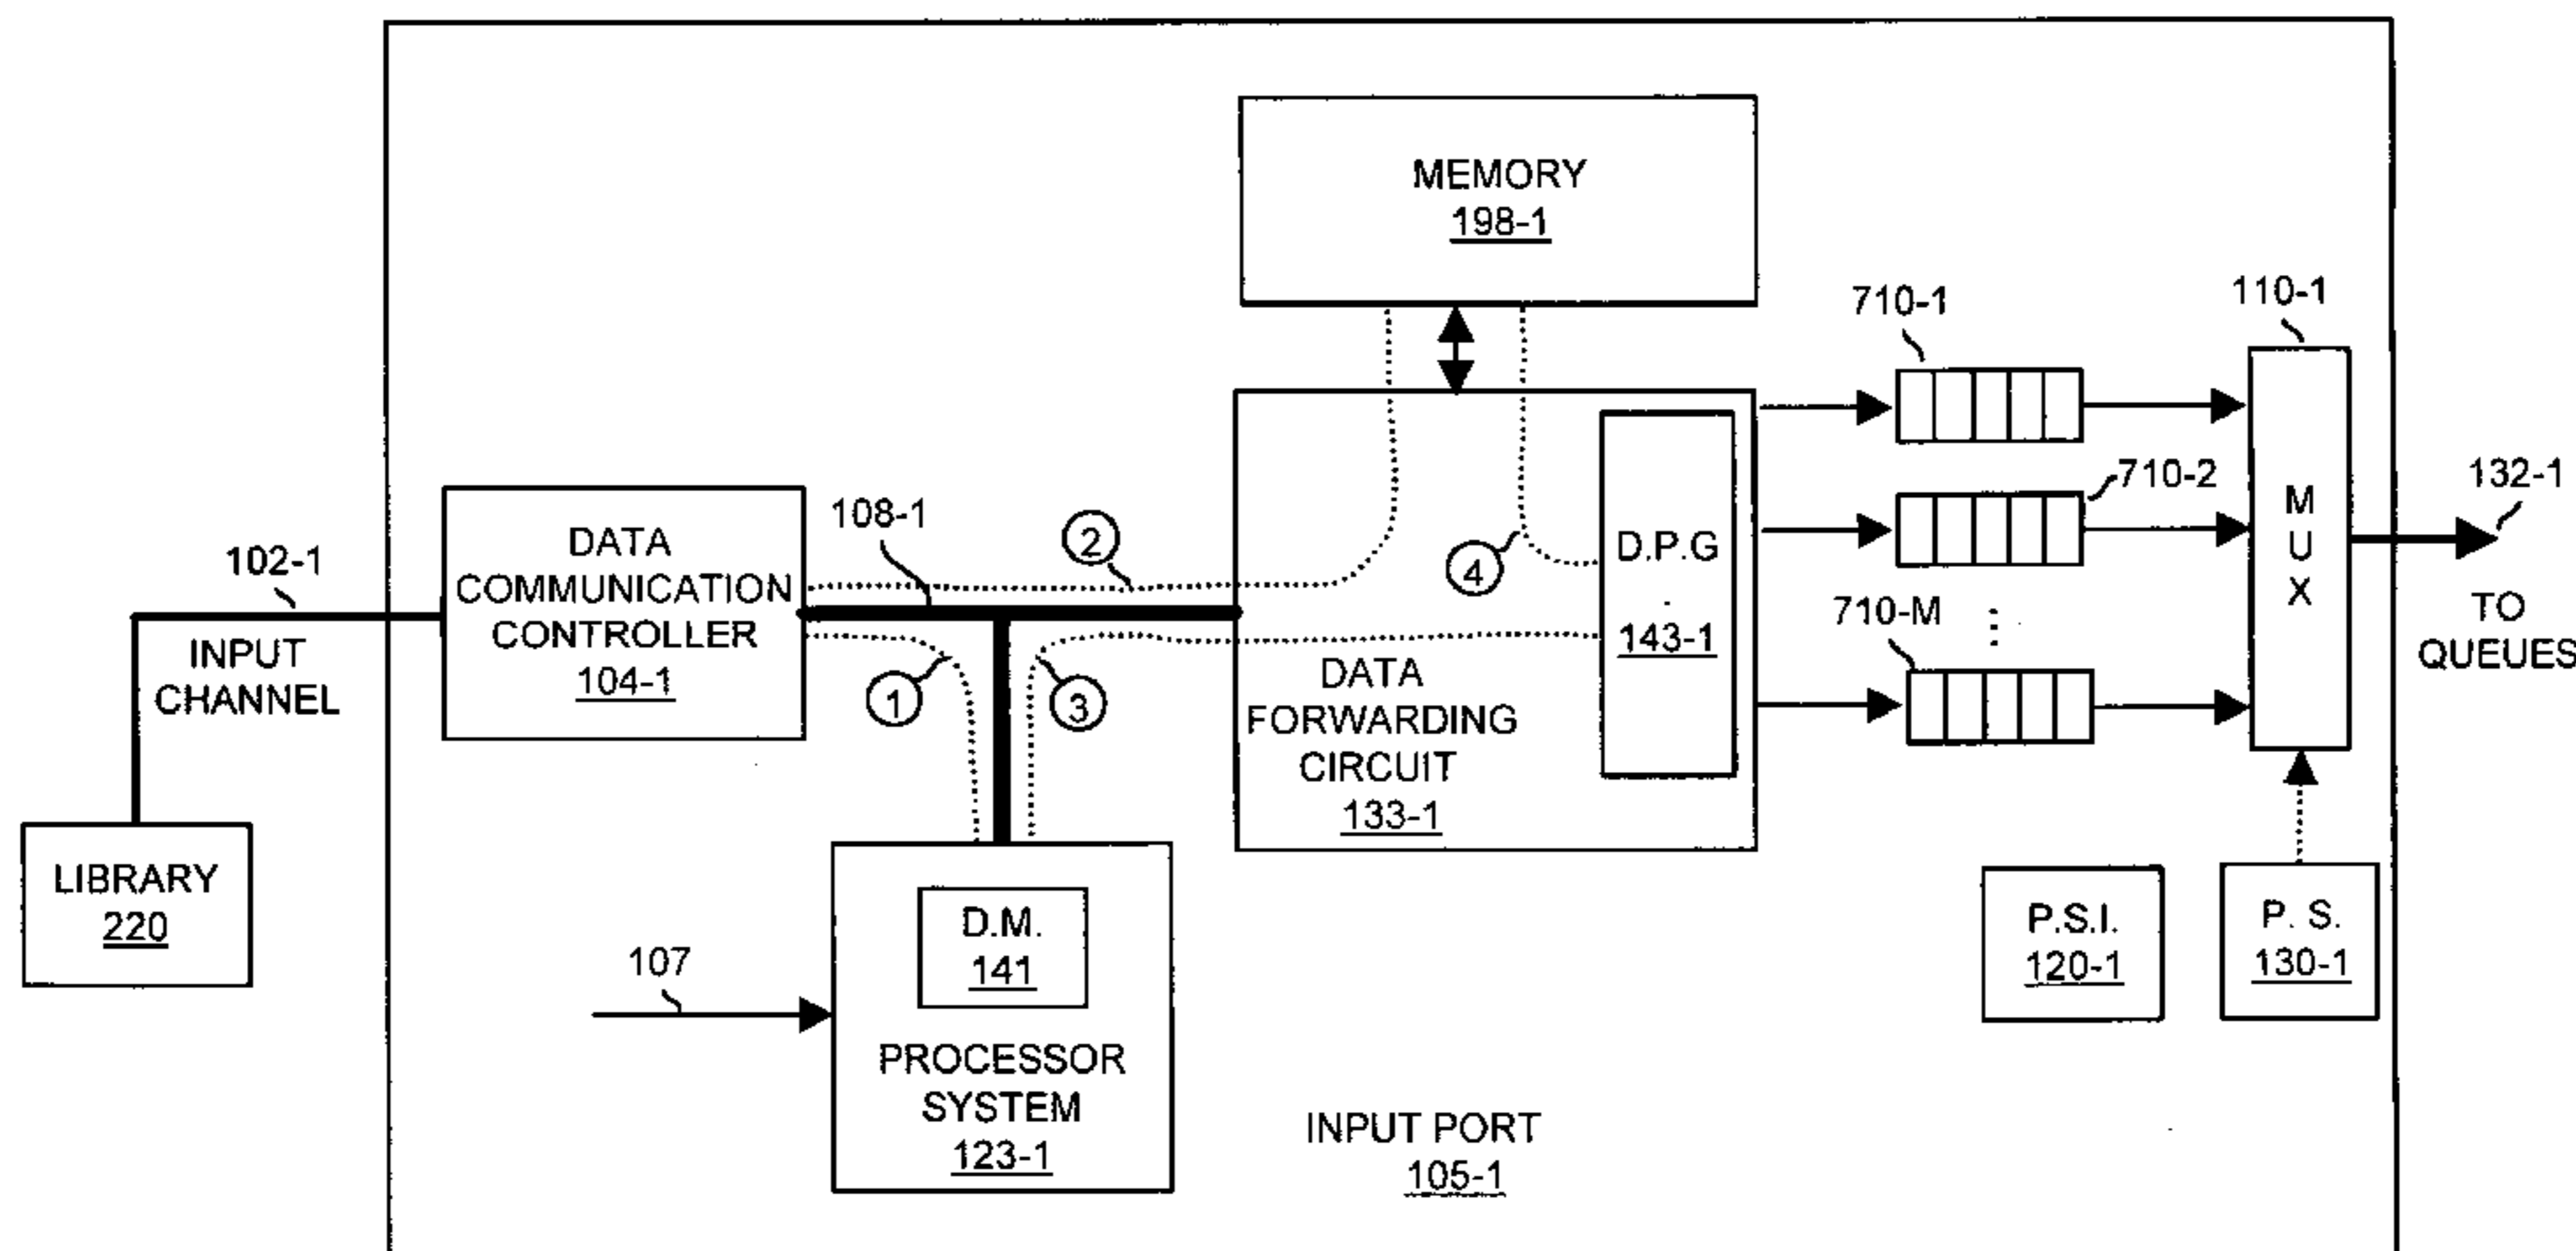 MEMORY
198-1
710-1
110-1
710-2
132-1
102-1
DATA
COMMUNICATION
CONTROLLER
104-1
108-1
2
4
D.P.G
143-1
M
U
X
TO
QUEUES
INPUT
CHANNEL
1
3
710-M
DATA
FORWARDING
CIRCUIT
133-1
LIBRARY
220
D.M.
141
107
PROCESSOR
SYSTEM
123-1
P.S.I.
120-1
P. S.
130-1
INPUT PORT
105-1